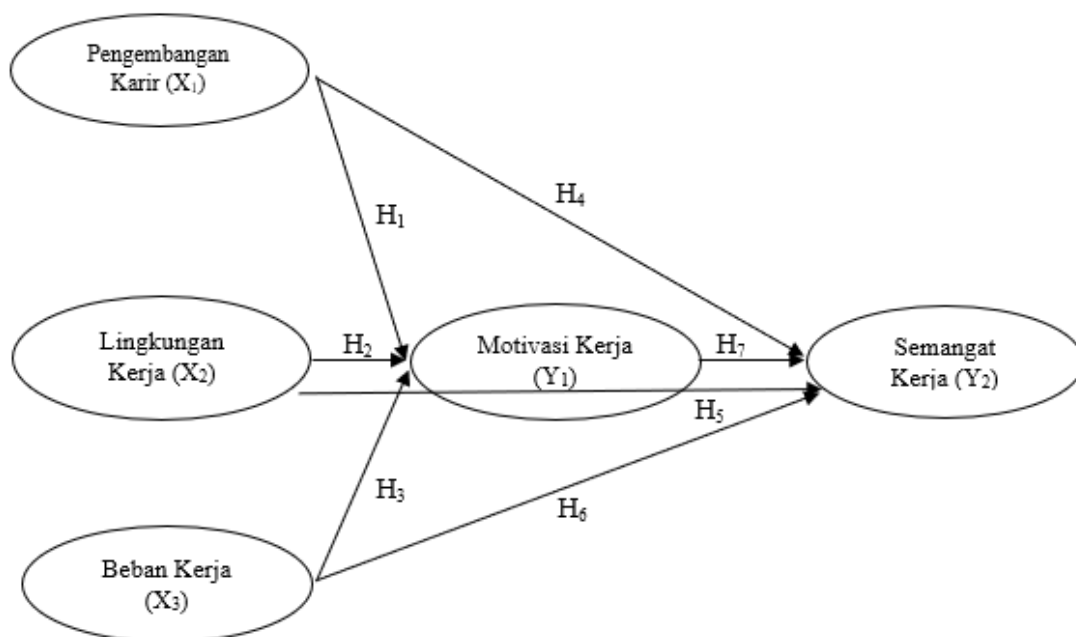 Pengembangan
Karir (X₁)
H₄
H₁
Lingkungan
Kerja (X₂)
H₂
Motivasi Kerja
(Y₁)
H₇
Semangat
Kerja (Y₂)
H₅
H₃
H₆
Beban Kerja
(X₃)